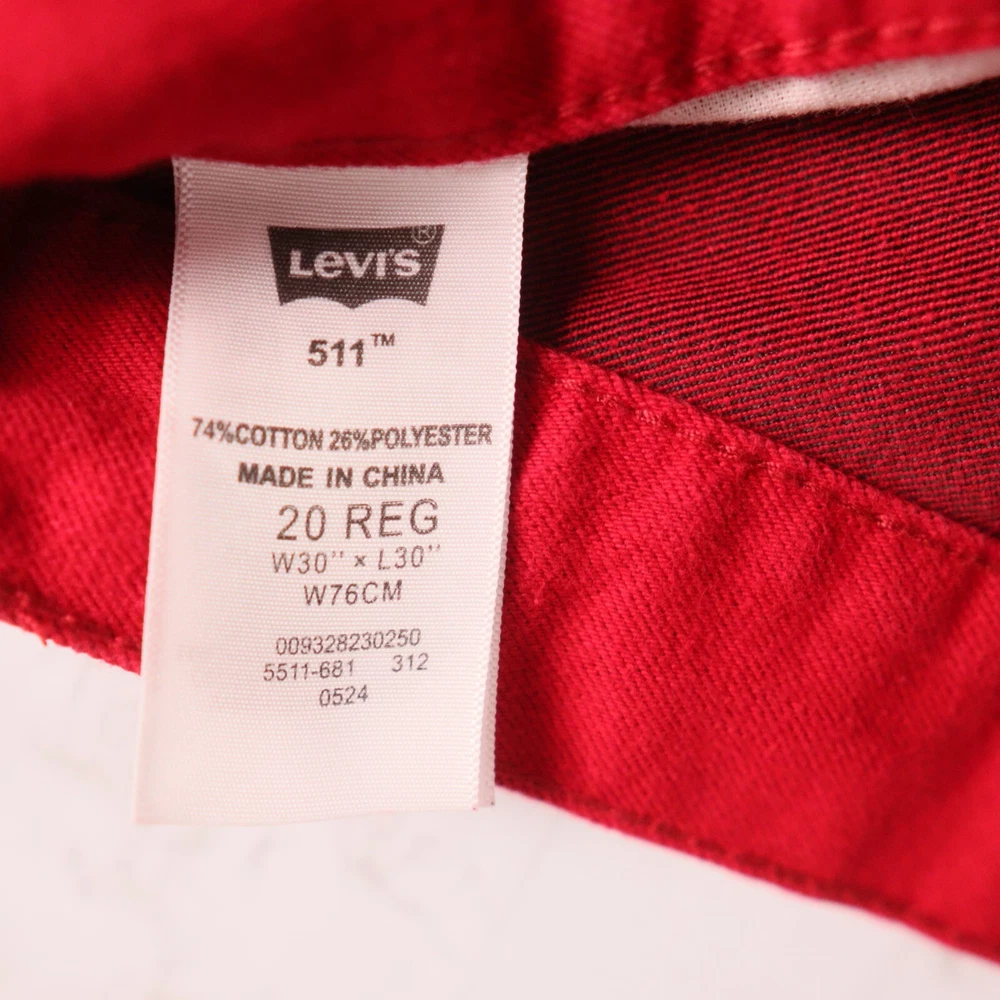 LEVI'S®
511™
74%COTTON 26%POLYESTER
MADE IN CHINA
20 REG
W30" × L30"
W76CM
009328230250
5511-681 312
0524